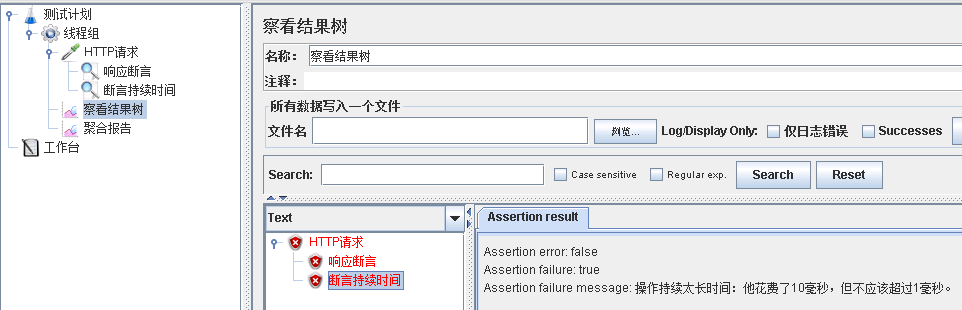 测试计划
线程组
HTTP请求
响应断言
断言持续时间
察看结果树
聚合报告
工作台
察看结果树
名称: 察看结果树
注释:
所有数据写入一个文件
文件名 浏览... Log/Display Only: 仅日志错误 Successes
Search: Case sensitive Regular exp. Search Reset
Text
HTTP请求
响应断言
断言持续时间
Assertion result
Assertion error: false
Assertion failure: true
Assertion failure message: 操作持续太长时间：他花费了10毫秒，但不应该超过1毫秒。